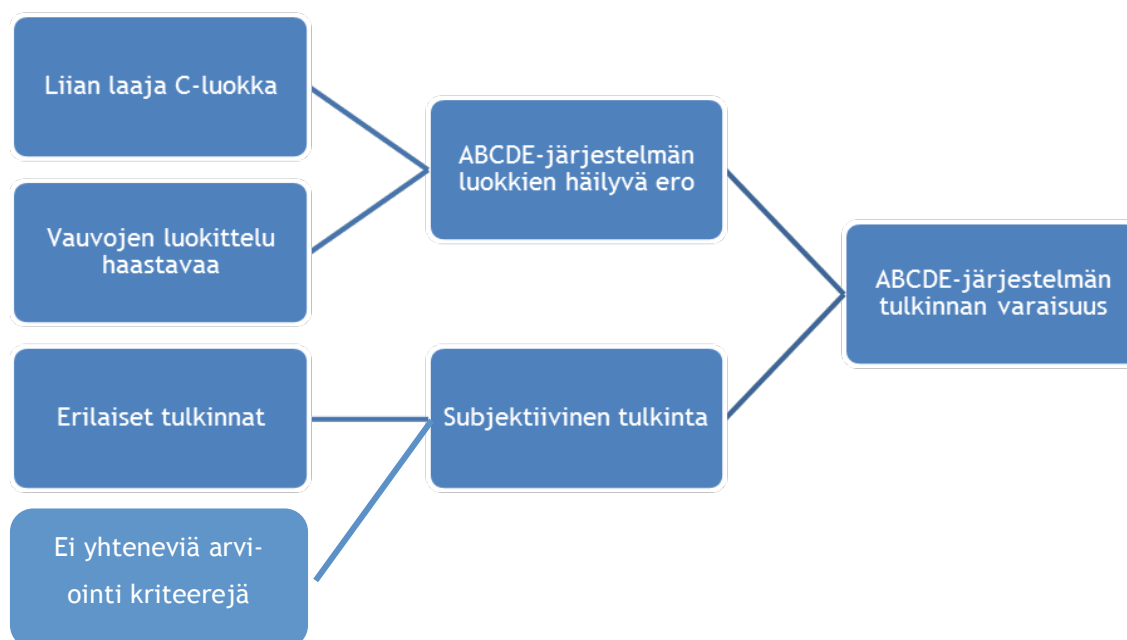 Liian laaja C-luokka
Vauvojen luokittelu
haastavaa
Erilaiset tulkinnat
Ei yhteneviä arvi-
ointi kriteerejä
ABCDE-järjestelmän
luokkien häilyvä ero
Subjektiivinen tulkinta
ABCDE-järjestelmän
tulkinnan varaisuus